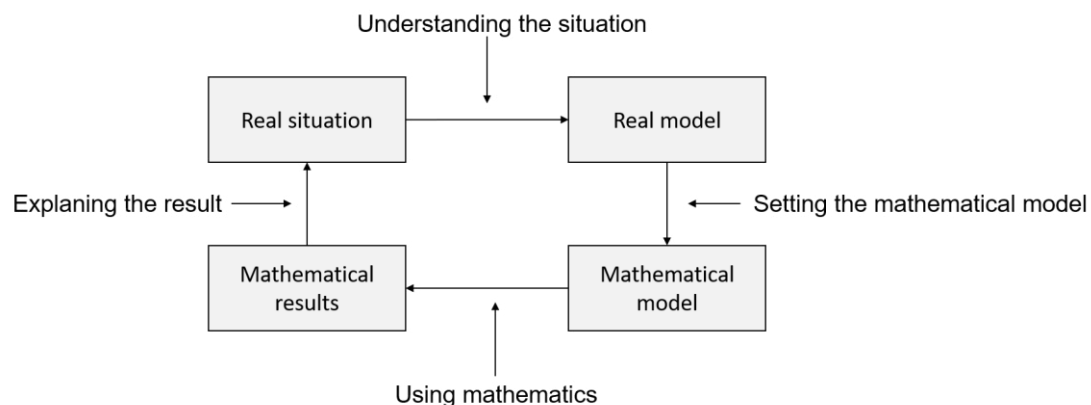 Understanding the situation
Real situation
Real model
Explaning the result
Setting the mathematical model
Mathematical
results
Mathematical
model
Using mathematics